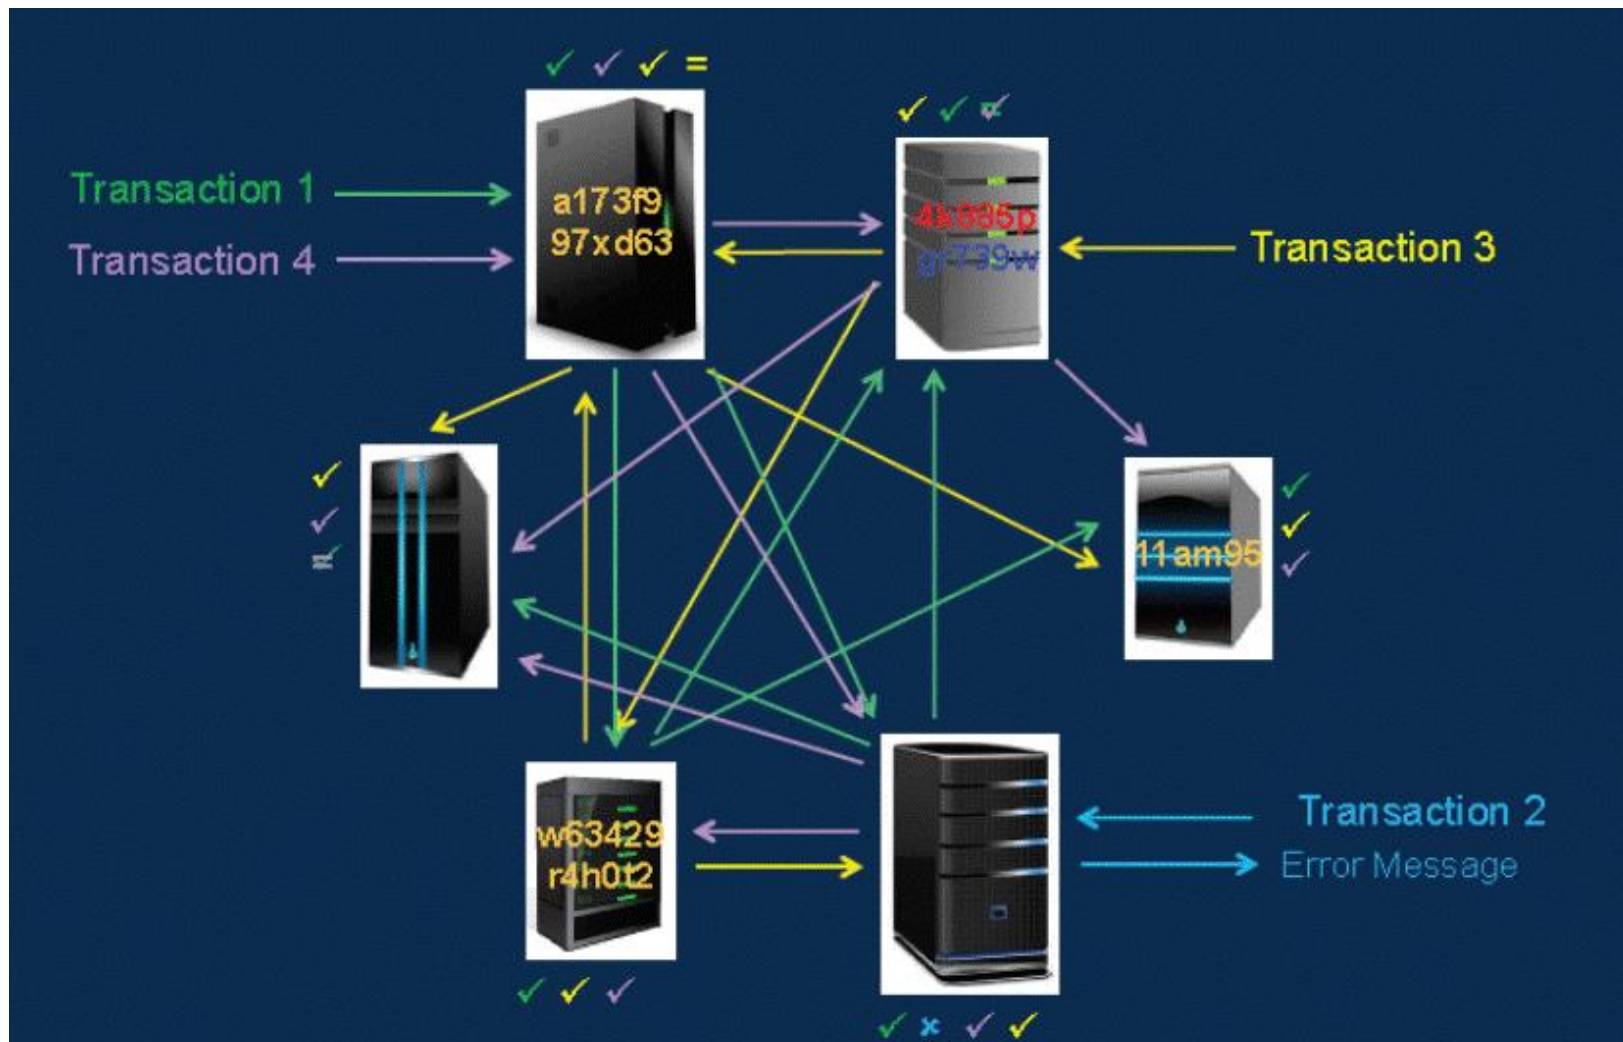 Transaction 1
Transaction 4
a173f9
97xd63
Transaction 3
11am95
w63429
r4h0t2
Transaction 2
Error Message